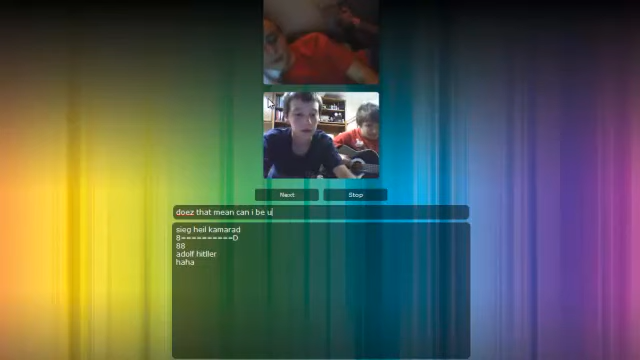 Next Stop
doez that mean can i be u
sieg heil kamarad
8==========D
88
adolf hitller
haha